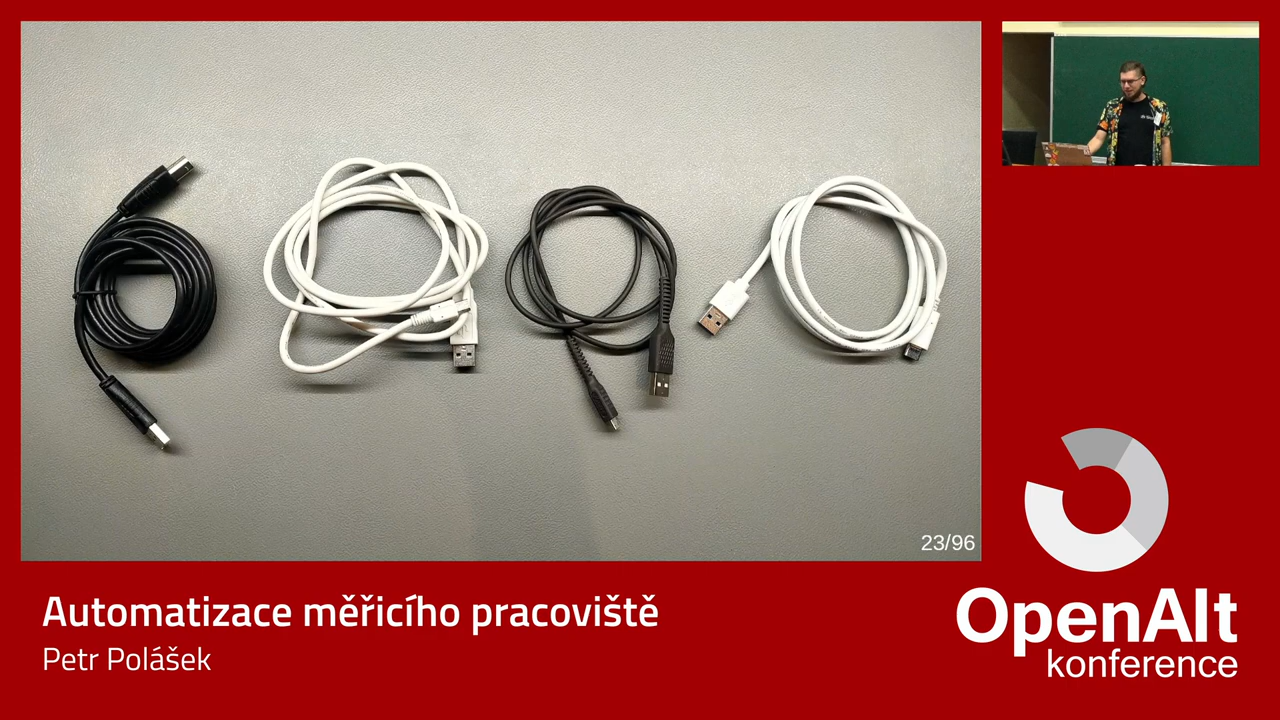 23/96
Automatizace měřicího pracoviště
Petr Polášek
OpenAlt
konference